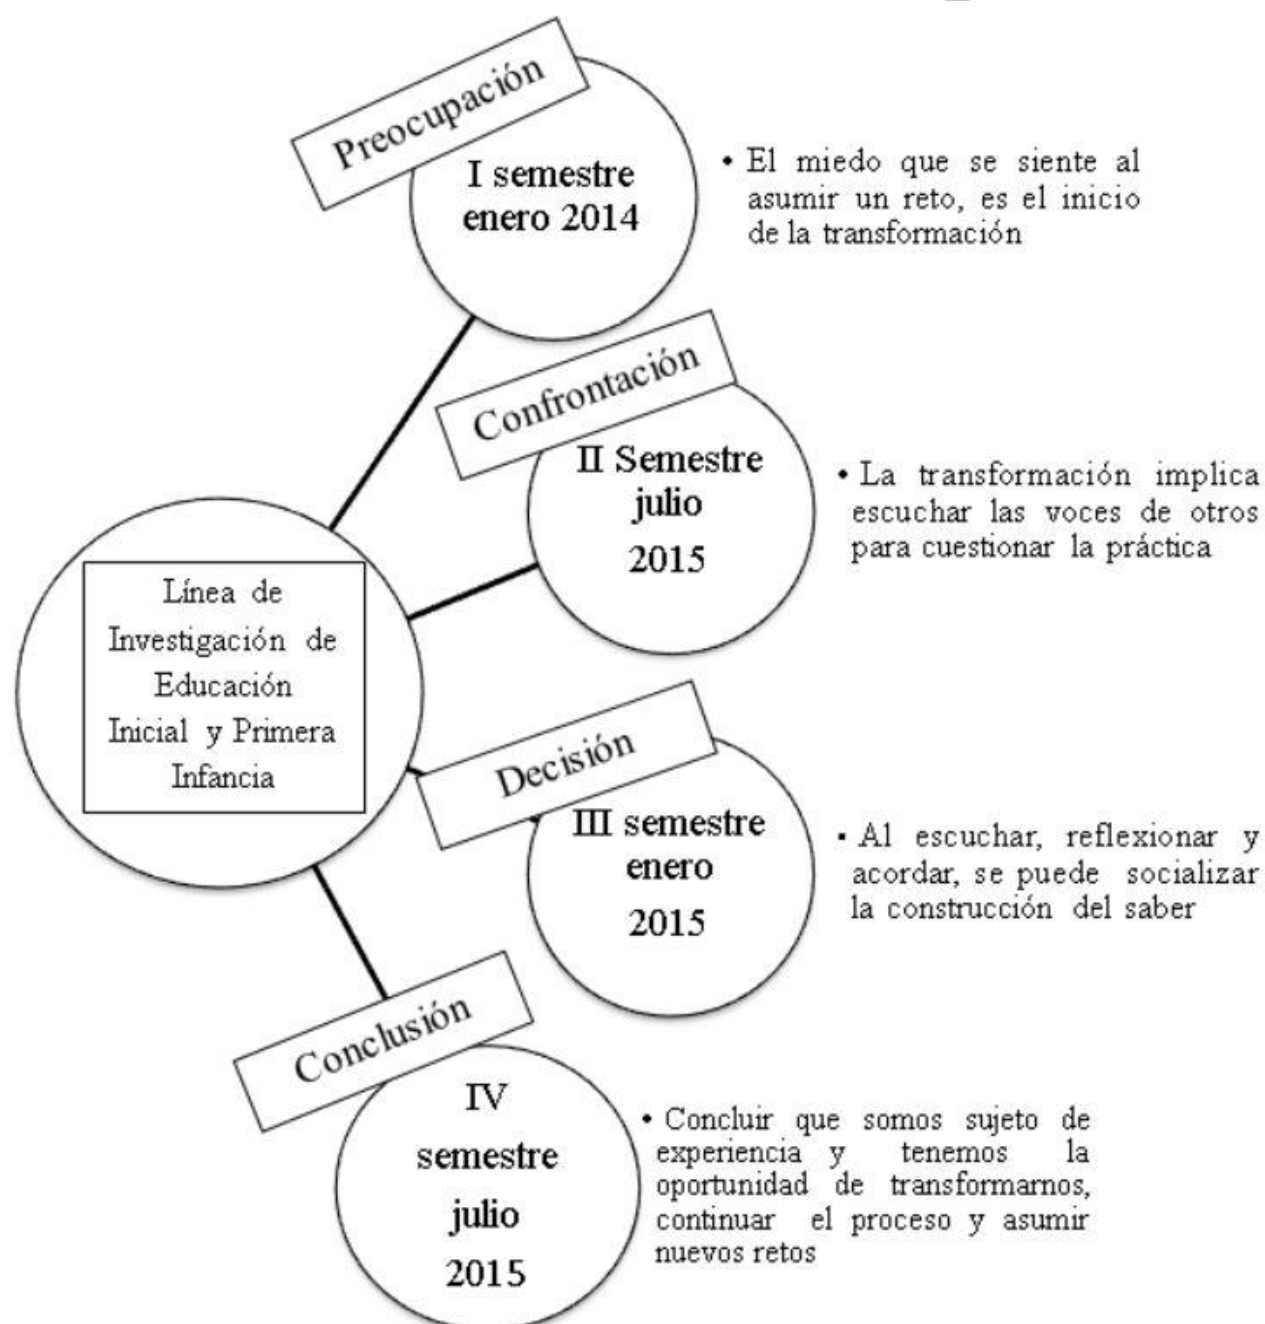 Preocupación
I semestre
enero 2014
• El miedo que se siente al
asumir un reto, es el inicio
de la transformación
Confrontación
II Semestre
julio
2015
• La transformación implica
escuchar las voces de otros
para cuestionar la práctica
Línea de
Investigación de
Educación
Inicial y Primera
Infancia
Decisión
III semestre
enero
2015
• Al escuchar, reflexionar y
acordar, se puede socializar
la construcción del saber
Conclusión
IV
semestre
julio
2015
• Concluir que somos sujeto de
experiencia y tenemos la
oportunidad de transformarnos,
continuar el proceso y asumir
nuevos retos